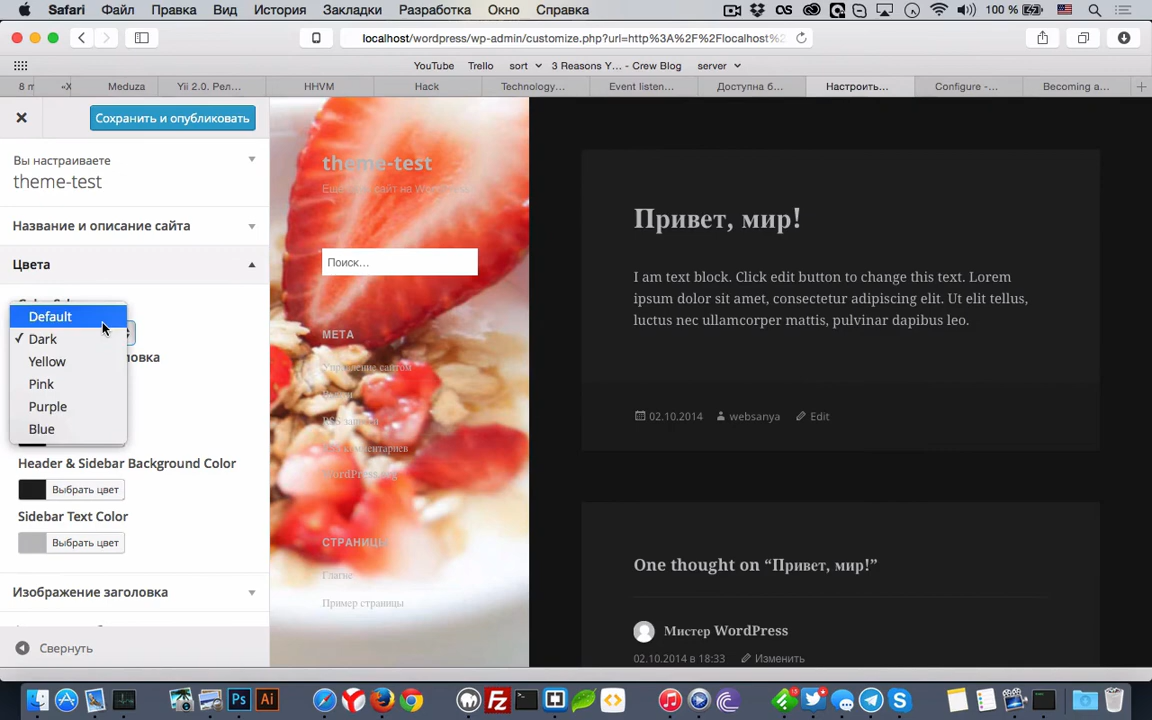 Safari Файл Правка Вид История Закладки Разработка Окно Справка 100 %
localhost/wordpress/wp-admin/customize.php?url=http%3A%2F%2Flocalhost%2
YouTube Trello sort 3 Reasons Y... – Crew Blog server
Meduza Yii 2.0. Рел... HHVM Hack Technology... Event listen... Доступна б... Настроить... Configure -... Becoming a...
Сохранить и опубликовать
Вы настраиваете
theme-test
Название и описание сайта
Цвета
Default
✓ Dark
Yellow
Pink
Purple
Blue
Header & Sidebar Background Color
Выбрать цвет
Sidebar Text Color
Выбрать цвет
Изображение заголовка
Свернуть
theme-test
Поиск…
МЕТА
Управление сайтом
WordPress.org
СТРАНИЦЫ
Пример страницы
Привет, мир!
I am text block. Click edit button to change this text. Lorem
ipsum dolor sit amet, consectetur adipiscing elit. Ut elit tellus,
luctus nec ullamcorper mattis, pulvinar dapibus leo.
02.10.2014 websanya Edit
One thought on “Привет, мир!”
Мистер WordPress
02.10.2014 в 18:33 Изменить